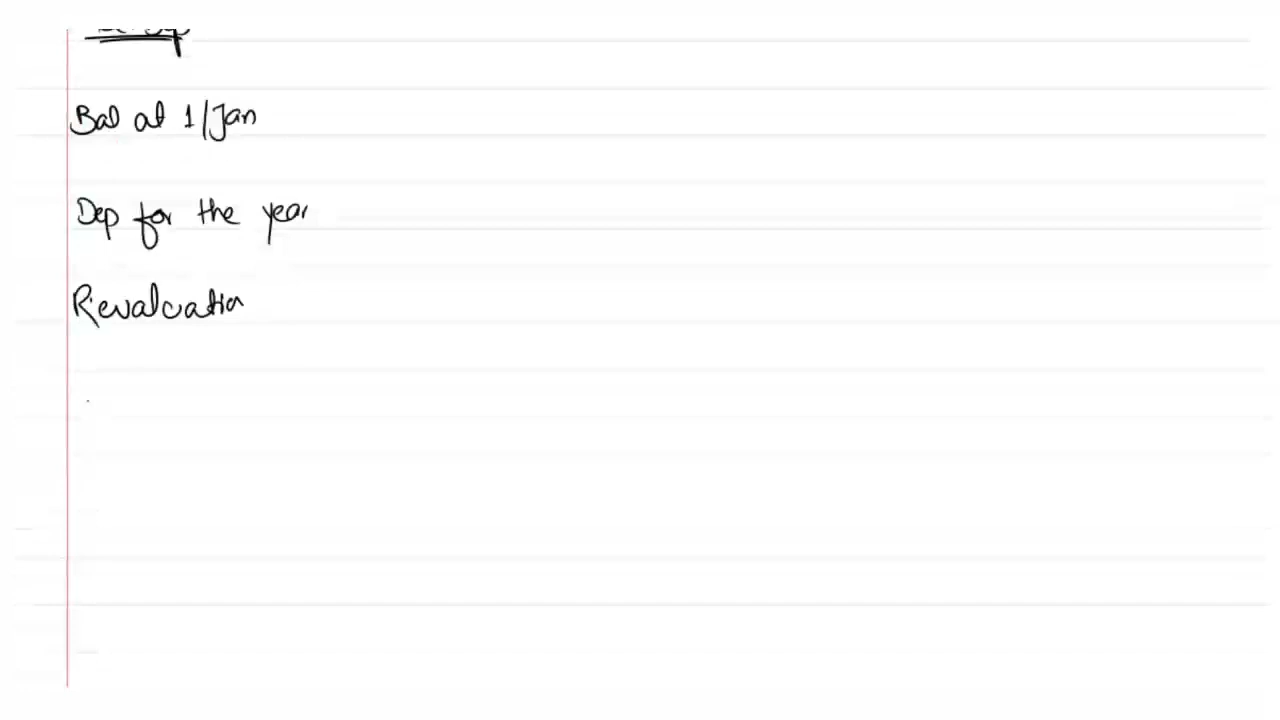 Bal at 1/Jan
Dep for the year
Revaluation